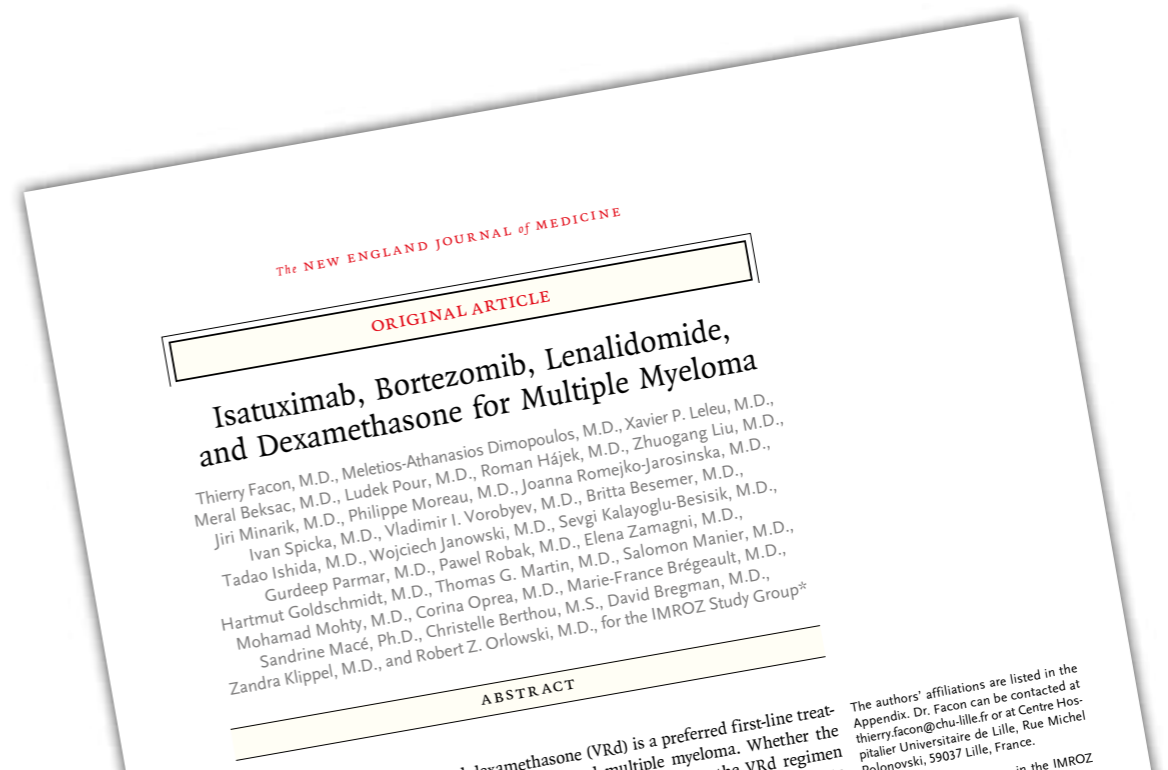 The NEW ENGLAND JOURNAL of MEDICINE
ORIGINAL ARTICLE
Isatuximab, Bortezomib, Lenalidomide,
and Dexamethasone for Multiple Myeloma
Thierry Facon, M.D., Meletios-Athanasios Dimopoulos, M.D., Xavier P. Leleu, M.D.,
Meral Beksac, M.D., Ludek Pour, M.D., Roman Hájek, M.D., Zhuogang Liu, M.D.,
Jiri Minarik, M.D., Philippe Moreau, M.D., Joanna Romejko-Jarosinska, M.D.,
Ivan Spicka, M.D., Vladimir I. Vorobyev, M.D., Britta Besemer, M.D.,
Tadao Ishida, M.D., Wojciech Janowski, M.D., Sevgi Kalayoglu-Besisik, M.D.,
Gurdeep Parmar, M.D., Pawel Robak, M.D., Elena Zamagni, M.D.,
Hartmut Goldschmidt, M.D., Thomas G. Martin, M.D., Salomon Manier, M.D.,
Mohamad Mohty, M.D., Corina Oprea, M.D., Marie-France Brégeault, M.D.,
Sandrine Macé, Ph.D., Christelle Berthou, M.S., David Bregman, M.D.,
Zandra Klippel, M.D., and Robert Z. Orlowski, M.D., for the IMROZ Study Group*
ABSTRACT
dexamethasone (VRd) is a preferred first-line treat-
multiple myeloma. Whether the
the VRd regimen
The authors' affiliations are listed in the
Appendix. Dr. Facon can be contacted at
thierry.facon@chu-lille.fr or at Centre Hos-
pitalier Universitaire de Lille, Rue Michel
Polonovski, 59037 Lille, France.
in the IMROZ